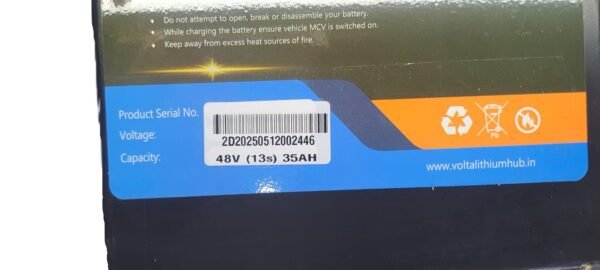 • Do not attempt to open, break or disassemble your battery.
• While charging the battery ensure vehicle MCV is switched on.
• Keep away from excess heat sources of fire.
Product Serial No.
2D20250512002446
Voltage:
Capacity:
48V (13s) 35AH
Pb
www.voltalithiumhub.in